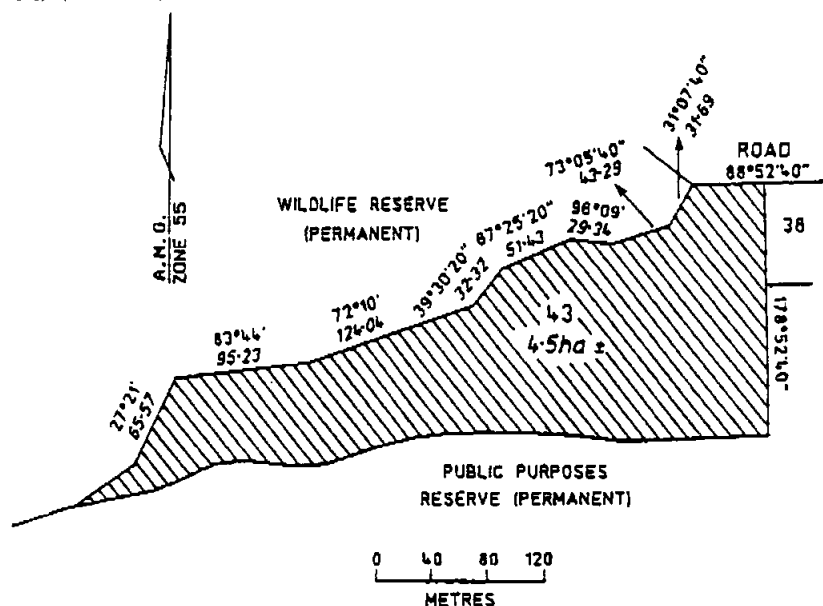 31°07'40"
31·69
ROAD
88°52'40"
73°05'40"
43·29
A.M.G.
ZONE 55
WILDLIFE RESERVE
(PERMANENT)
67°25'20"
51·43
96°09'
29·34
38
39°30'20"
32·32
72°10'
124·04
43
4·5ha ±
178°52'40"
83°44'
95·23
27°21'
65·57
PUBLIC PURPOSES
RESERVE (PERMANENT)
0 40 80 120
METRES